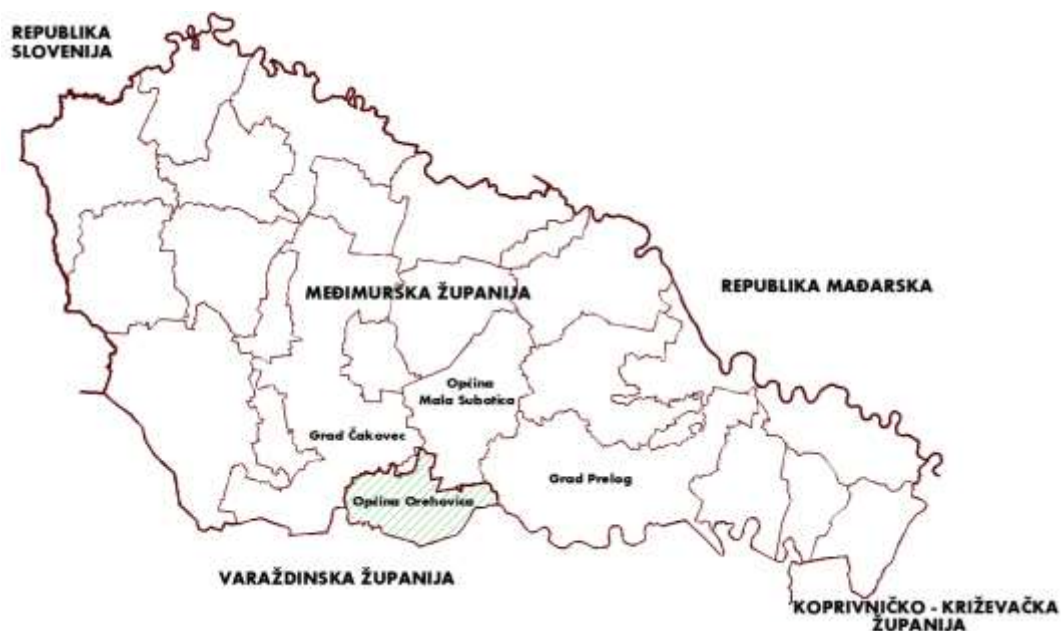 REPUBLIKA
SLOVENIJA
MEĐIMURŠKA ŽUPANIJA
REPUBLIKA MAĐARSKA
Općina
Mala Subotica
Grad Čakovec
Grad Prelog
Općina Orehovica
VARAŽDINSKA ŽUPANIJA
KOPRIVNIČKO - KRIŽEVAČKA
ŽUPANIJA